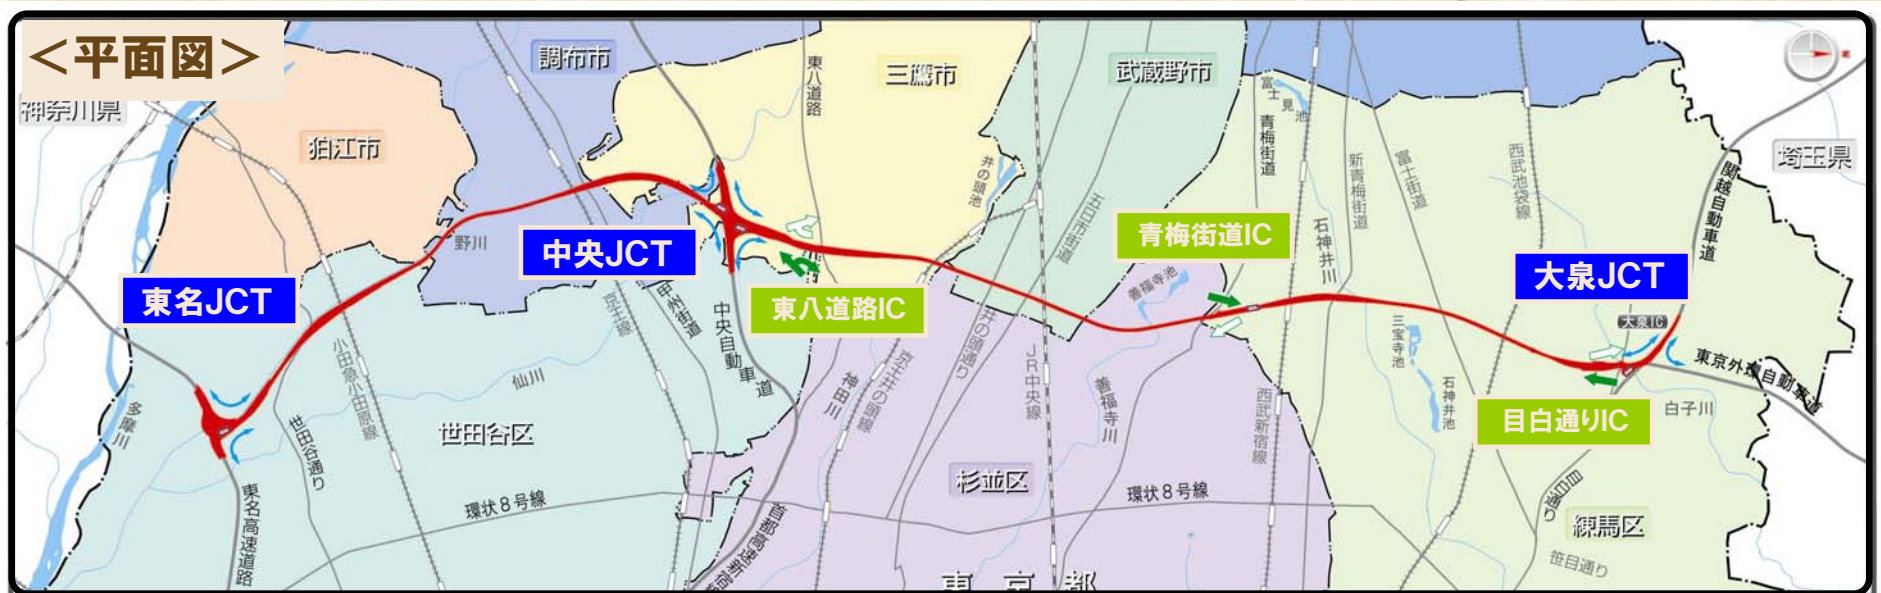 ＜平面図＞
神奈川県
狛江市
調布市
東八道路
三鷹市
武蔵野市
富士見池
青梅街道
埼玉県
井の頭池
五日市街道
新青梅街道
富士街道
西武池袋線
関越自動車道
石神井川
野川
東名JCT
中央JCT
東八道路IC
青梅街道IC
大泉JCT
大泉IC
目白通りIC
善福寺池
京王線
甲州街道
中央自動車道
小田急小田原線
仙川
多摩川
世田谷通り
世田谷区
神田川
京王井の頭線
井の頭通り
JR中央線
善福寺川
西武新宿線
三宝寺池
石神井池
東京外環自動車道
白子川
杉並区
環状８号線
環状８号線
東名高速道路
首都高速新宿線
目白通り
練馬区
笹目通り
東京都